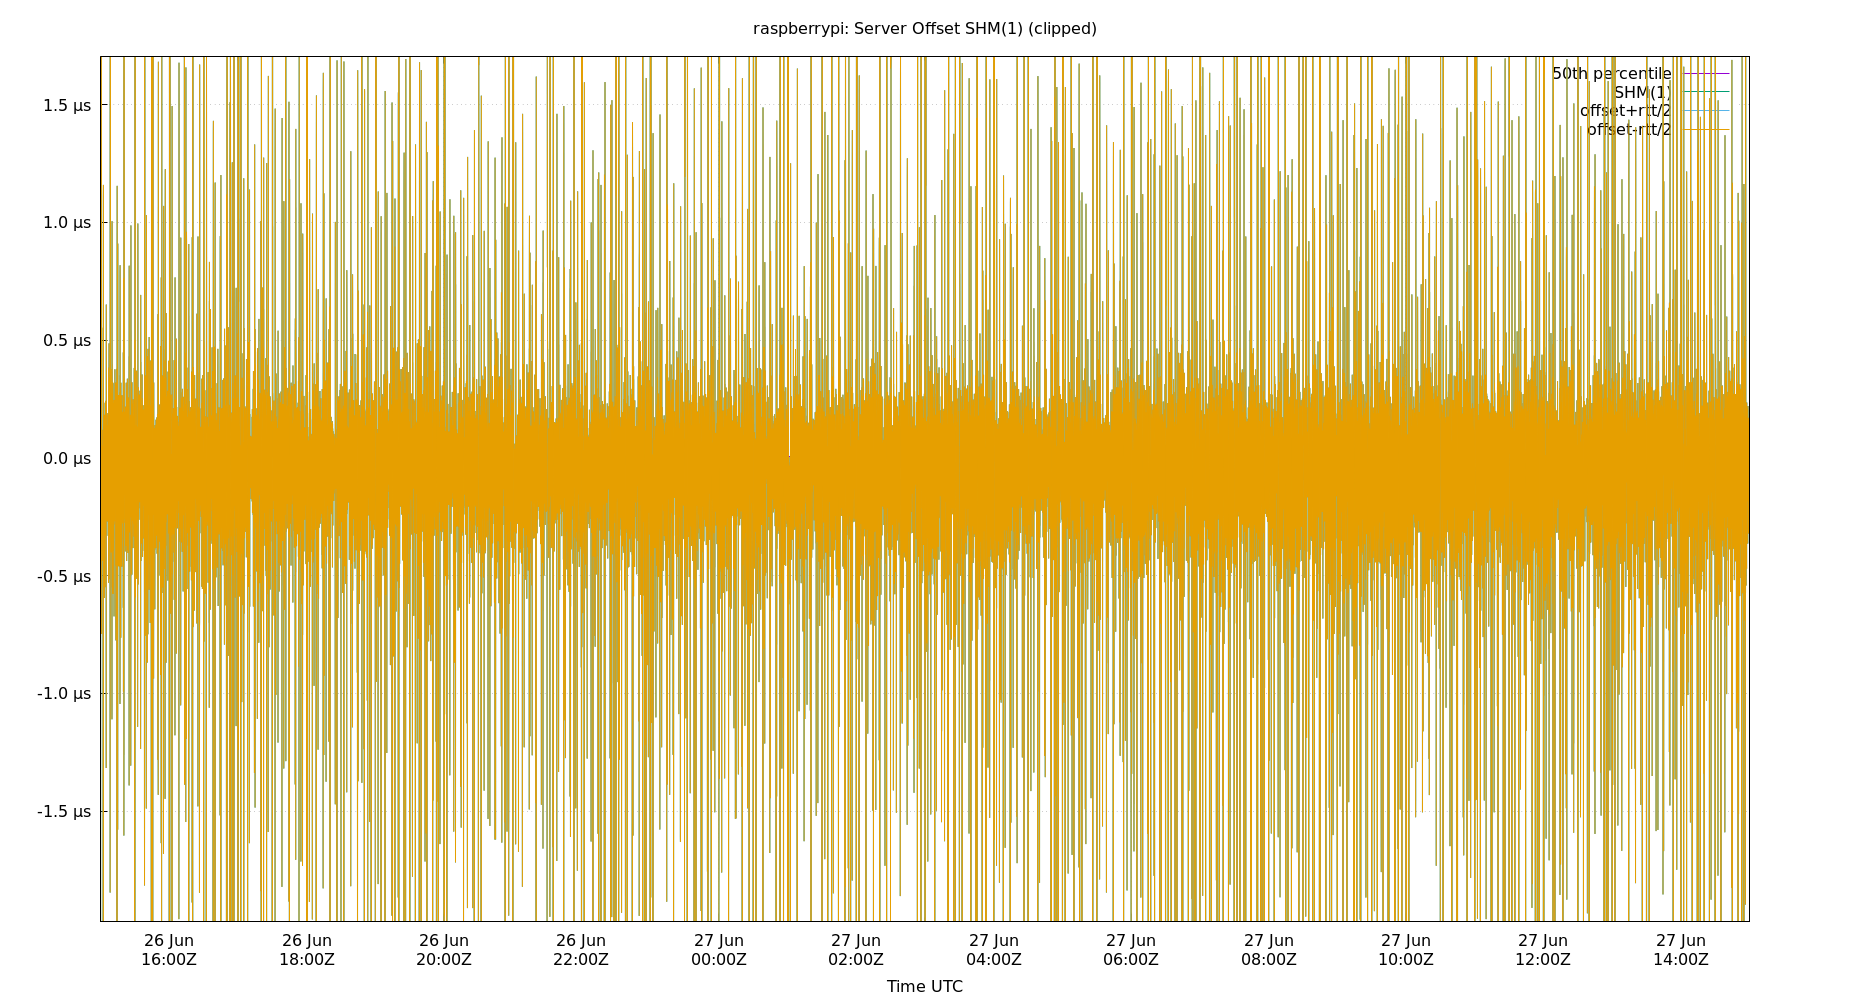 raspberrypi: Server Offset SHM(1) (clipped)
50th percentile
SHM(1)
offset+rtt/2
offset-rtt/2
1.5 µs
1.0 µs
0.5 µs
0.0 µs
-0.5 µs
-1.0 µs
-1.5 µs
26 Jun 26 Jun 26 Jun 26 Jun 27 Jun 27 Jun 27 Jun 27 Jun 27 Jun 27 Jun 27 Jun 27 Jun
16:00Z 18:00Z 20:00Z 22:00Z 00:00Z 02:00Z 04:00Z 06:00Z 08:00Z 10:00Z 12:00Z 14:00Z
Time UTC